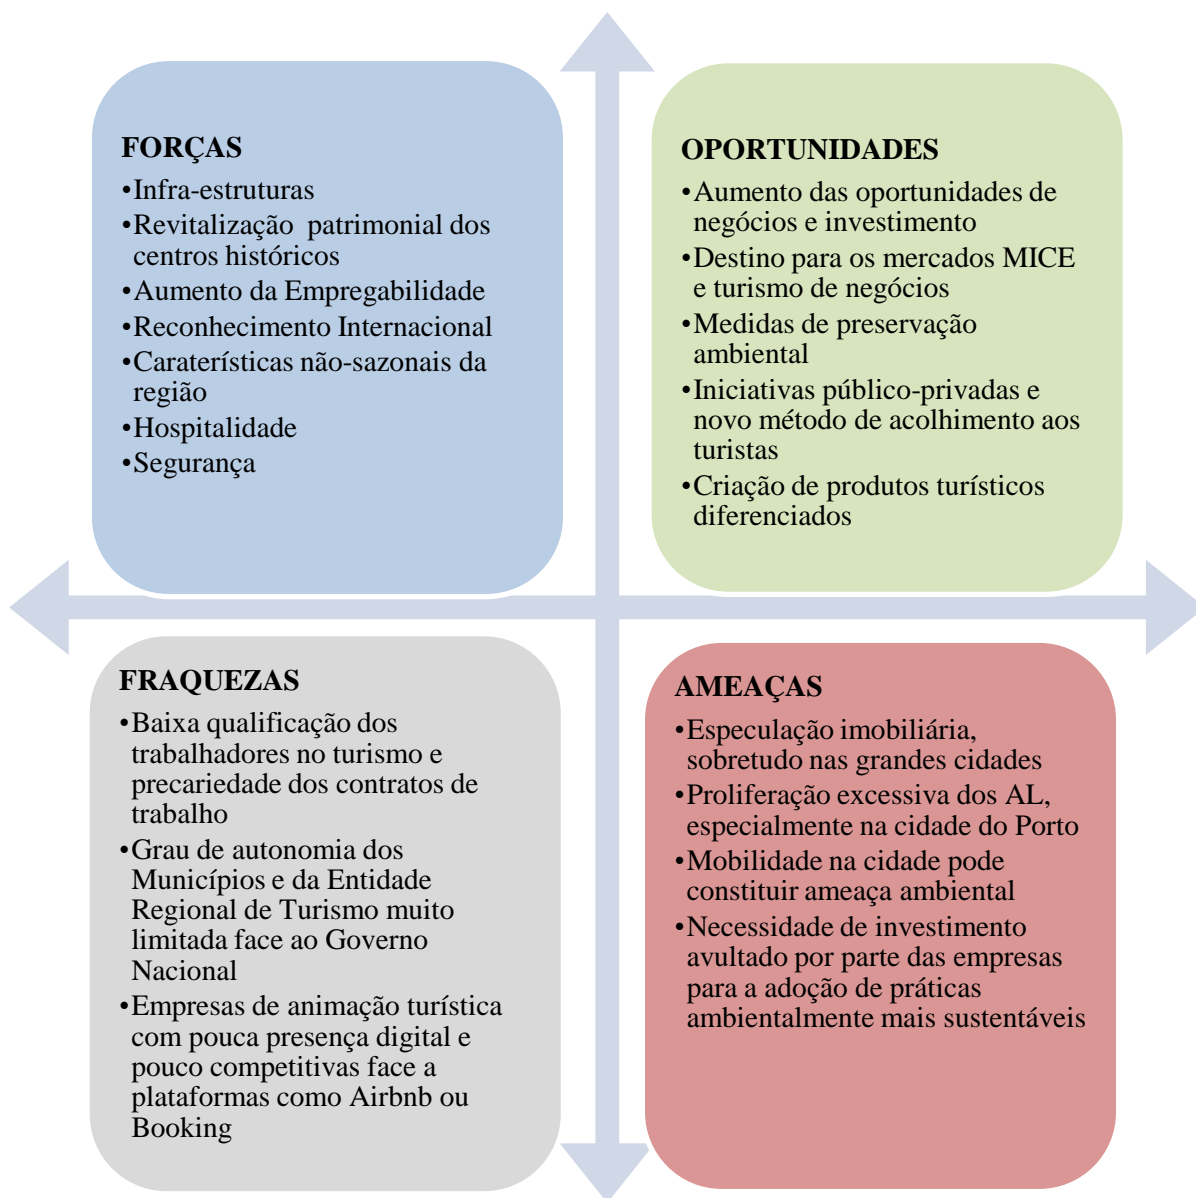 FORÇAS
•Infra-estruturas
•Revitalização patrimonial dos
centros históricos
•Aumento da Empregabilidade
•Reconhecimento Internacional
•Caraterísticas não-sazonais da
região
•Hospitalidade
•Segurança
OPORTUNIDADES
•Aumento das oportunidades de
negócios e investimento
•Destino para os mercados MICE
e turismo de negócios
•Medidas de preservação
ambiental
•Iniciativas público-privadas e
novo método de acolhimento aos
turistas
•Criação de produtos turísticos
diferenciados
FRAQUEZAS
•Baixa qualificação dos
trabalhadores no turismo e
precariedade dos contratos de
trabalho
•Grau de autonomia dos
Municípios e da Entidade
Regional de Turismo muito
limitada face ao Governo
Nacional
•Empresas de animação turística
com pouca presença digital e
pouco competitivas face a
plataformas como Airbnb ou
Booking
AMEAÇAS
•Especulação imobiliária,
sobretudo nas grandes cidades
•Proliferação excessiva dos AL,
especialmente na cidade do Porto
•Mobilidade na cidade pode
constituir ameaça ambiental
•Necessidade de investimento
avultado por parte das empresas
para a adoção de práticas
ambientalmente mais sustentáveis